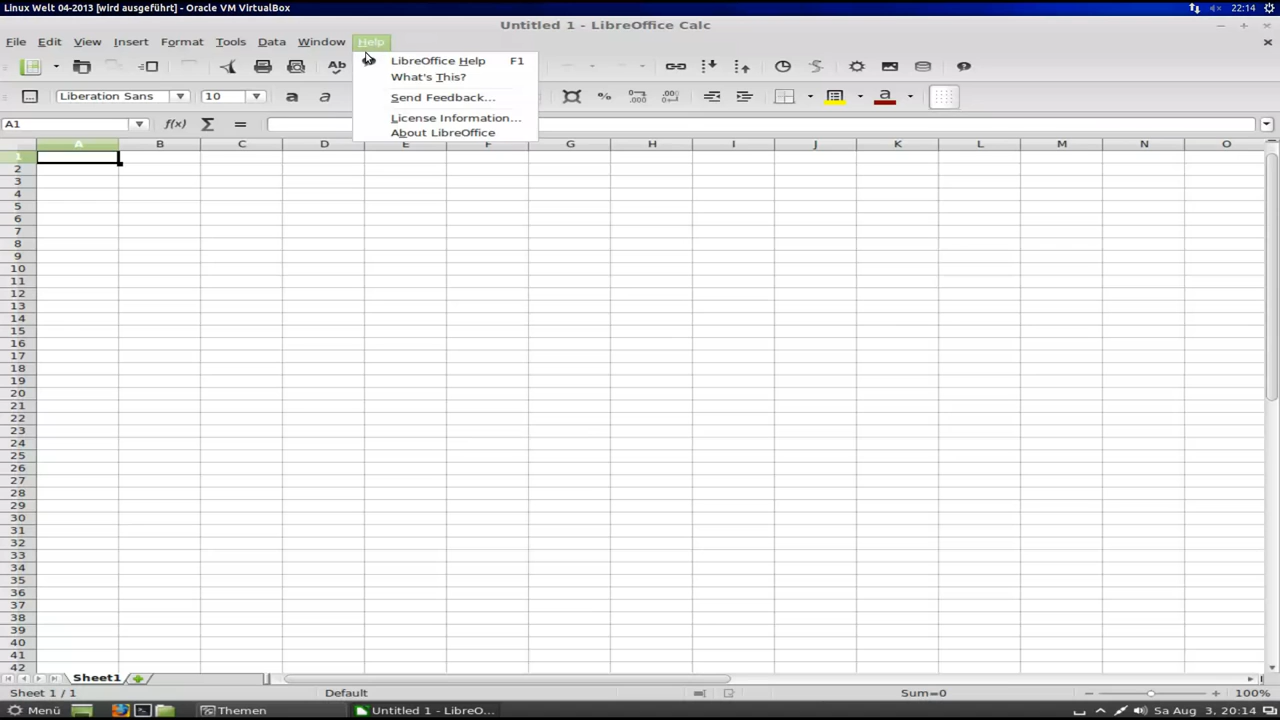 Linux Welt 04-2013 [wird ausgeführt] - Oracle VM VirtualBox
22:14
Untitled 1 - LibreOffice Calc
File Edit View Insert Format Tools Data Window Help
LibreOffice Help F1
What's This?
Send Feedback...
License Information...
About LibreOffice
Liberation Sans
10
A1
f(x) Σ =
A B C D E F G H I J K L M N O
1
2
3
4
5
6
7
8
9
10
11
12
13
14
15
16
17
18
19
20
21
22
23
24
25
26
27
28
29
30
31
32
33
34
35
36
37
38
39
40
41
42
Sheet1
Sheet 1 / 1 Default Sum=0 100%
Menü Themen Untitled 1 - LibreO... Sa Aug 3, 20:14